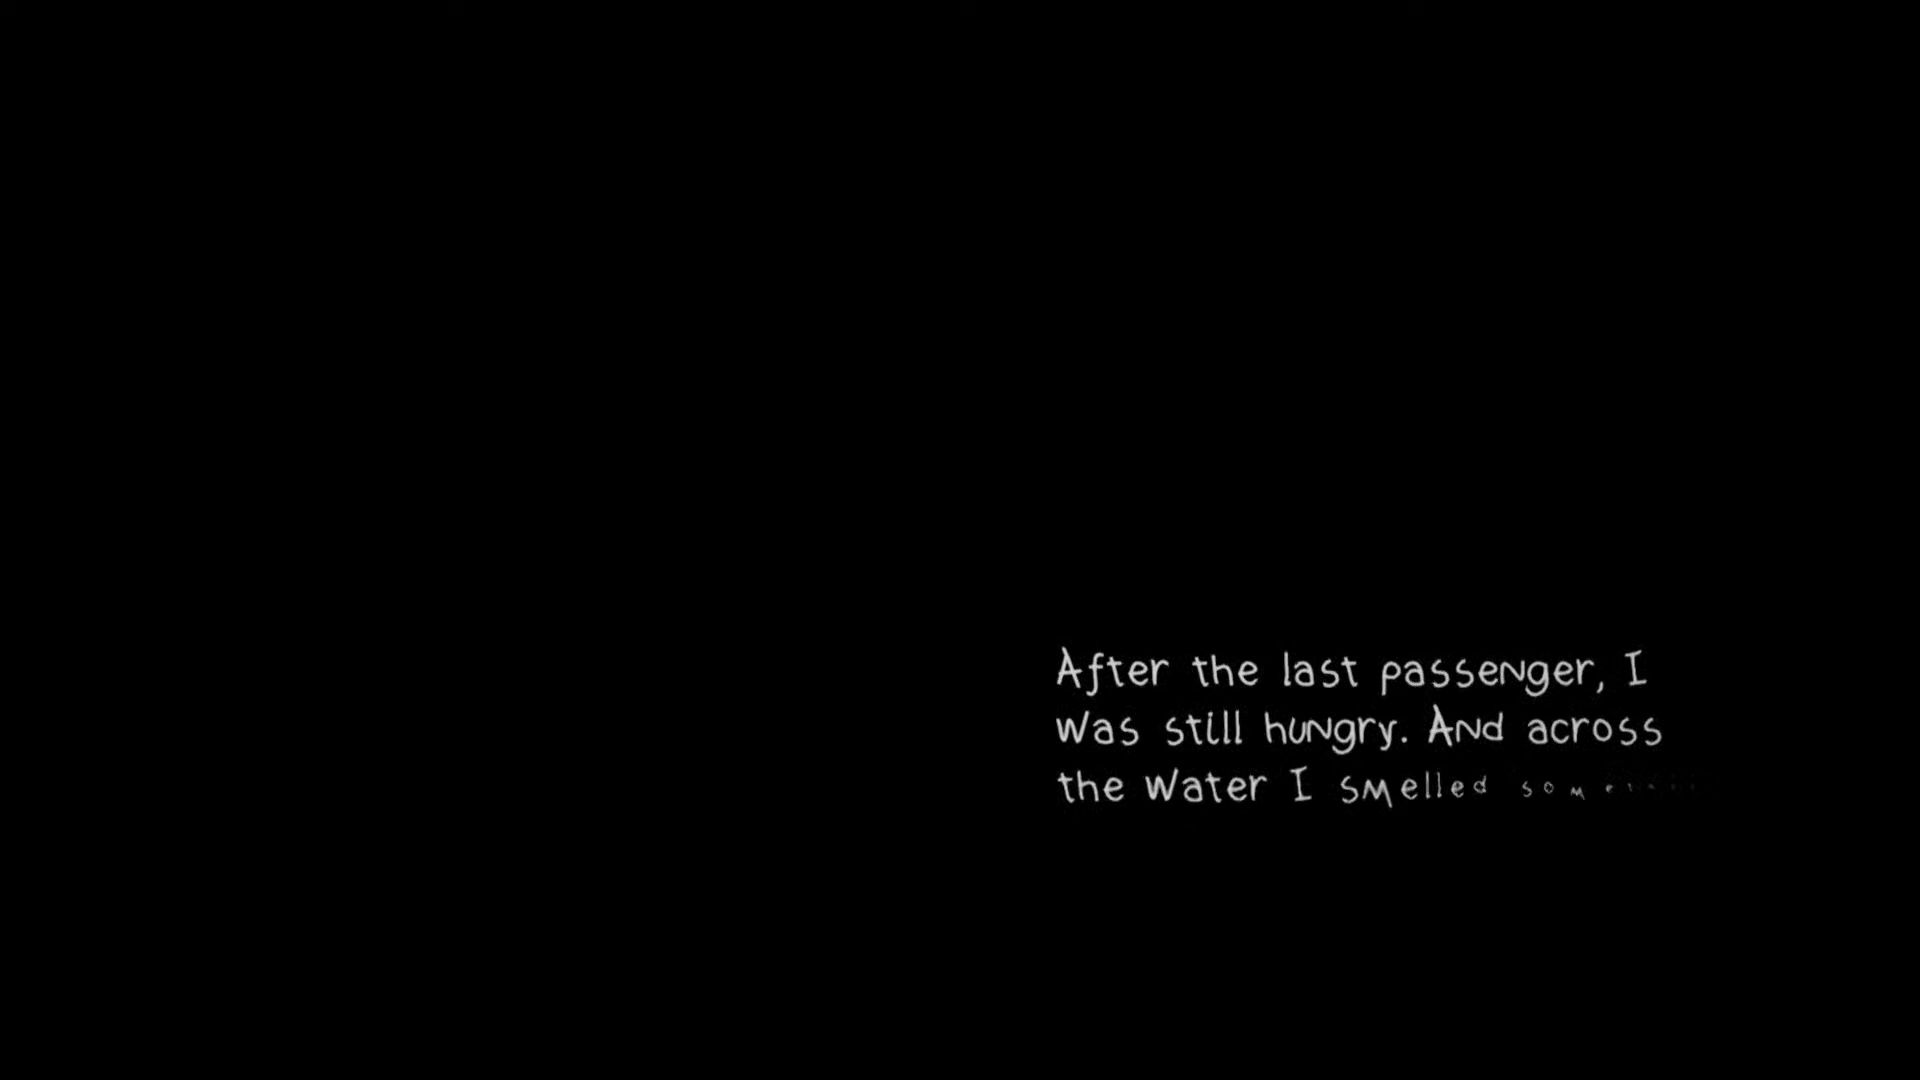 After the last passenger, I
was still hungry. And across
the water I smelled